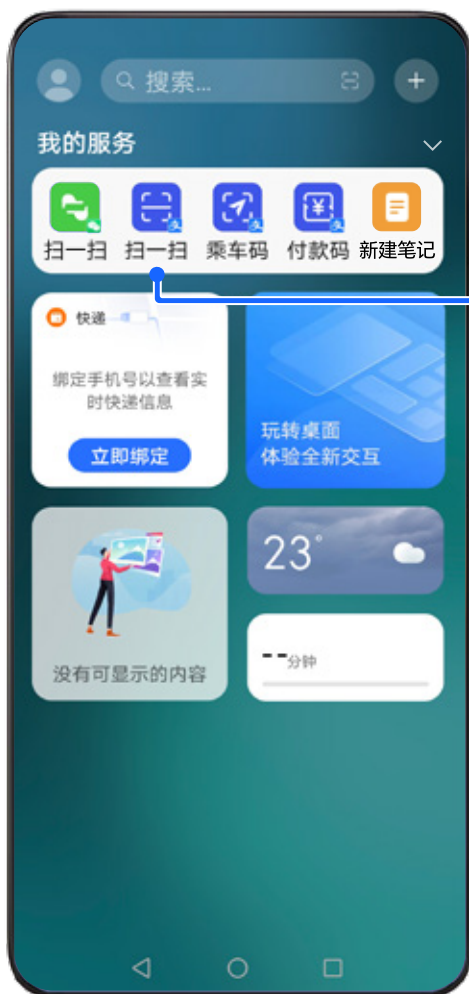 搜索...
我的服务
扫一扫 扫一扫 乘车码 付款码 新建笔记
快递
绑定手机号以查看实
时快递信息
立即绑定
玩转桌面
体验全新交互
没有可显示的内容
23°
--分钟